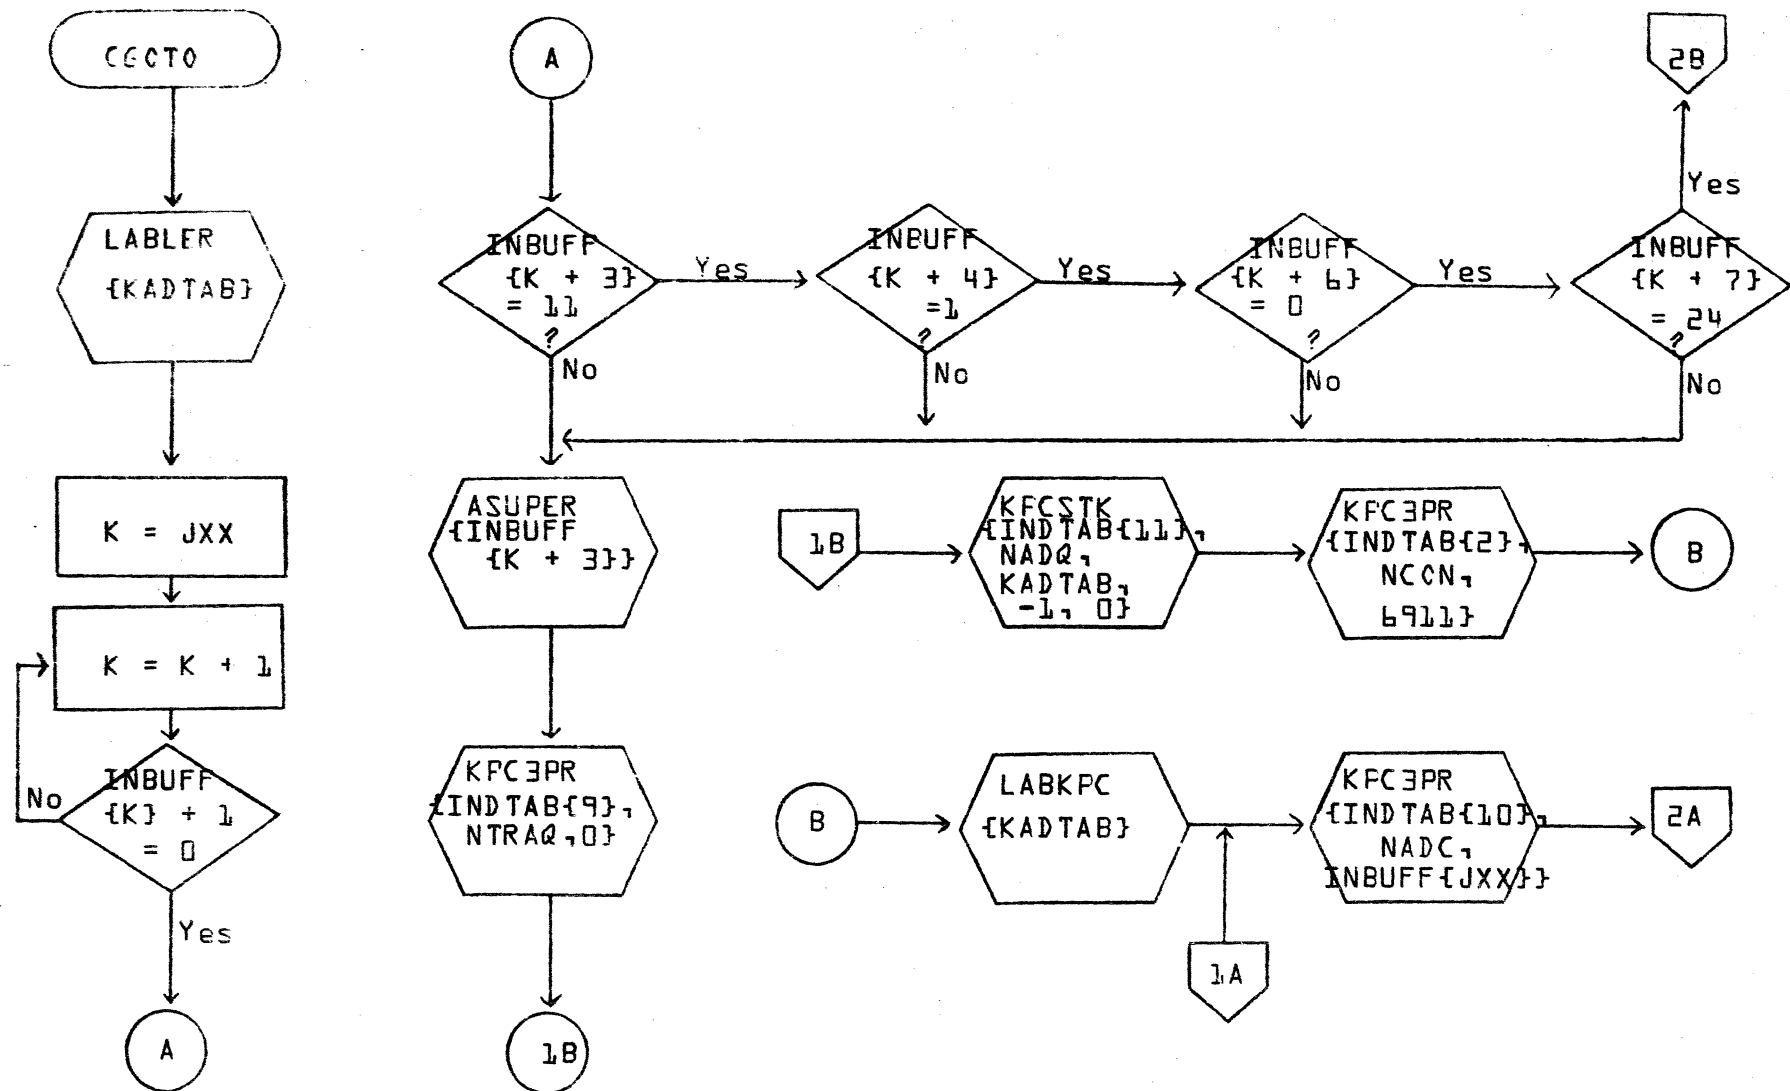 CGCTO
LABLER
{KADTAB}
K = JXX
K = K + 1
INBUFF
{K} + 1
= 0
No
Yes
A
A
INBUFF
{K + 3}
= 11
?
Yes
No
INBUFF
{K + 4}
=1
?
Yes
No
INBUFF
{K + 6}
= 0
?
Yes
No
INBUFF
{K + 7}
= 24
?
Yes
No
2B
ASUPER
{INBUFF
{K + 3}}
KPC3PR
{INDTAB{9},
NTRAQ,0}
1B
1B
KFCSTK
{INDTAB{11},
NADQ,
KADTAB,
-1, 0}
KFC3PR
{INDTAB{2},
NCCN,
6911}
B
B
LABKPC
{KADTAB}
KFC3PR
{INDTAB{10},
NADC,
INBUFF{JXX}}
2A
1A